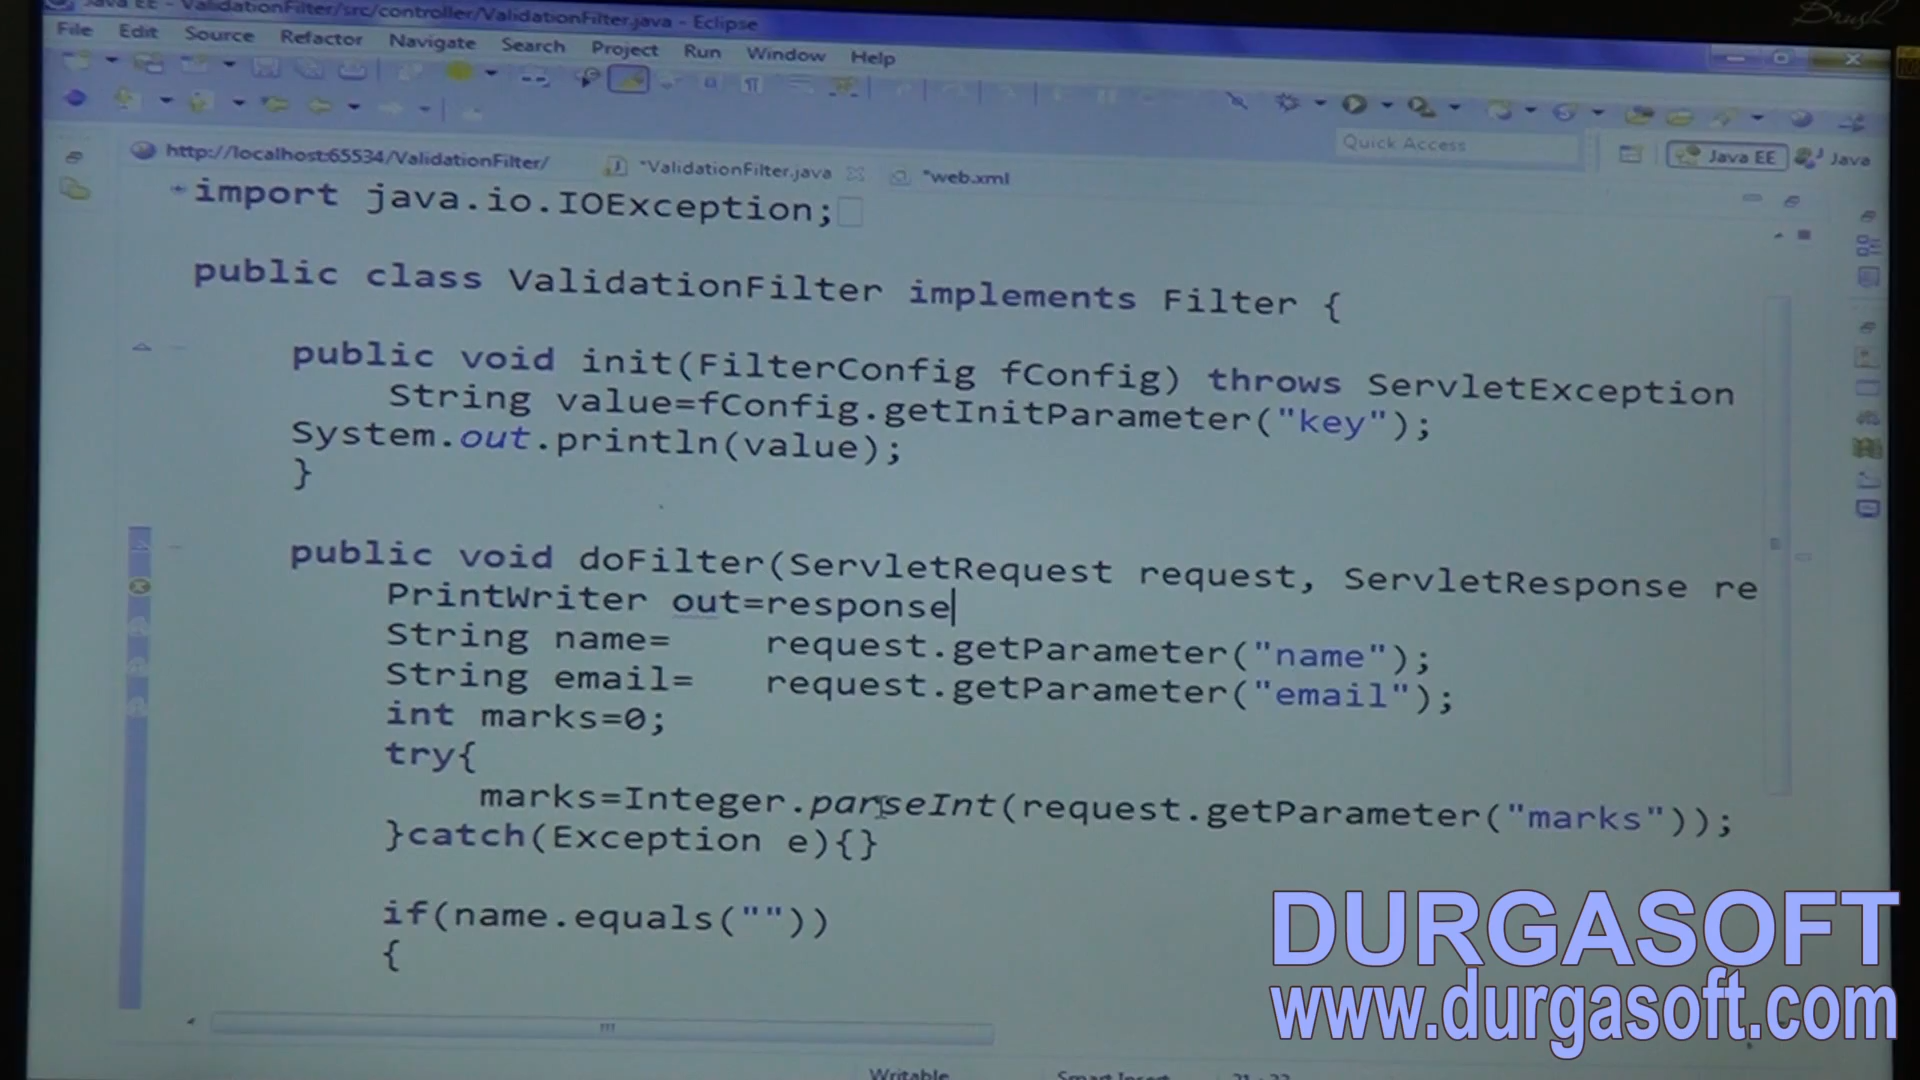 Java EE - ValidationFilter/src/controller/ValidationFilter.java - Eclipse
File Edit Source Refactor Navigate Search Project Run Window Help
Quick Access
Java EE Java
http://localhost:65534/ValidationFilter/ *ValidationFilter.java *web.xml
import java.io.IOException;
public class ValidationFilter implements Filter {
public void init(FilterConfig fConfig) throws ServletException
String value=fConfig.getInitParameter("key");
System.out.println(value);
}
public void doFilter(ServletRequest request, ServletResponse re
PrintWriter out=response
String name= request.getParameter("name");
String email= request.getParameter("email");
int marks=0;
try{
marks=Integer.parseInt(request.getParameter("marks"));
}catch(Exception e){}
if(name.equals(""))
{
DURGASOFT
www.durgasoft.com
Writable Smart Insert